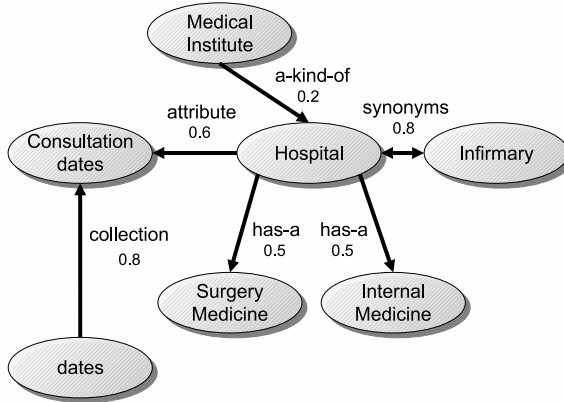 Medical
Institute
a-kind-of
0.2
attribute
0.6
synonyms
0.8
Consultation
dates
Hospital
Infirmary
collection
0.8
has-a
0.5
has-a
0.5
Surgery
Medicine
Internal
Medicine
dates